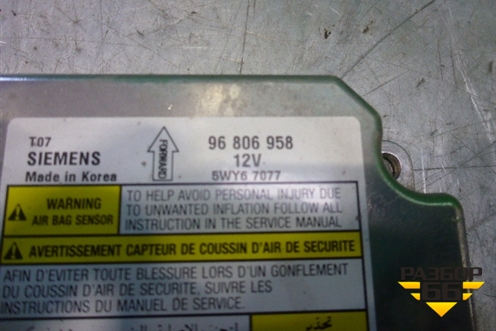 T.07
SIEMENS
Made in Korea
FORWARD
96 806 958
12V
5WY6 7077
WARNING
AIR BAG SENSOR
TO HELP AVOID PERSONAL INJURY DUE
TO UNWANTED INFLATION FOLLOW ALL
INSTRUCTION IN THE SERVICE MANUAL
AVERTISSEMENT CAPTEUR DE COUSSIN D'AIR DE SECURITE
AFIN D'EVITER TOUTE BLESSURE LORS D'UN GONFLEMENT
DU COUSSIN D'AIR DE SECURITE, SUIVRE LES
INSTRUCTIONS DU MANUEL DE SERVICE.
تحذير
РАЗБОР
66